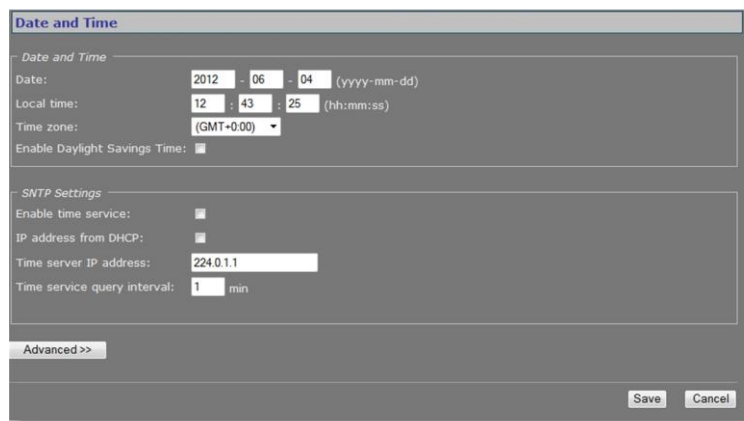 Date and Time
Date and Time
Date: 2012 - 06 - 04 (yyyy-mm-dd)
Local time: 12 : 43 : 25 (hh:mm:ss)
Time zone: (GMT+0:00)
Enable Daylight Savings Time:
SNTP Settings
Enable time service:
IP address from DHCP:
Time server IP address: 224.0.1.1
Time service query interval: 1 min
Advanced >>
Save Cancel